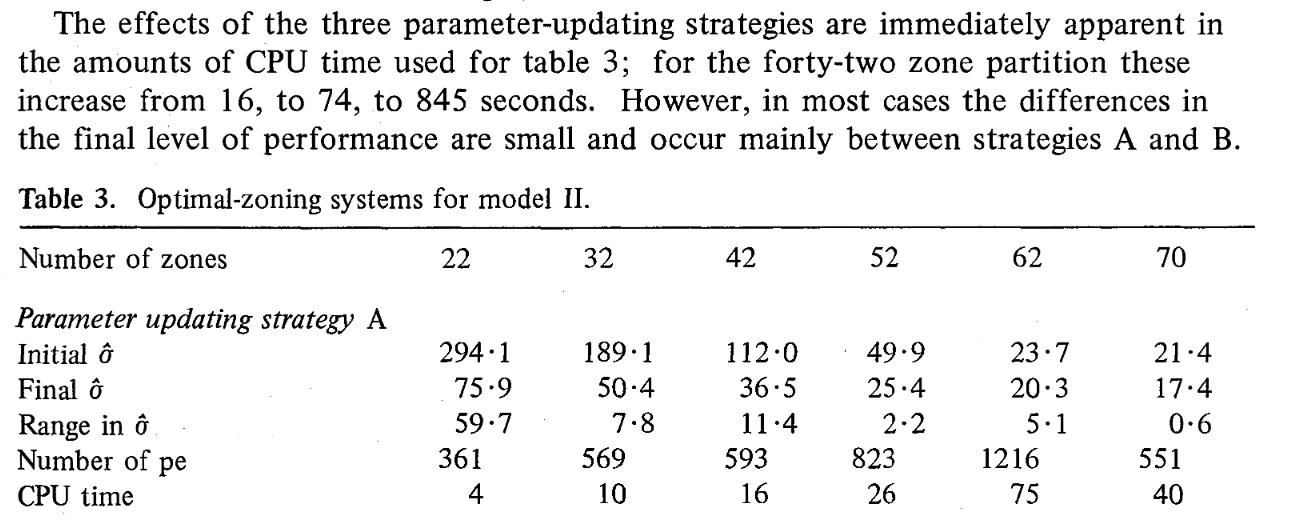 The effects of the three parameter-updating strategies are immediately apparent in
the amounts of CPU time used for table 3; for the forty-two zone partition these
increase from 16, to 74, to 845 seconds. However, in most cases the differences in
the final level of performance are small and occur mainly between strategies A and B.
Table 3. Optimal-zoning systems for model II.
Number of zones 22 32 42 52 62 70
Parameter updating strategy A
Initial σ̂ 294·1 189·1 112·0 49·9 23·7 21·4
Final σ̂ 75·9 50·4 36·5 25·4 20·3 17·4
Range in σ̂ 59·7 7·8 11·4 2·2 5·1 0·6
Number of pe 361 569 593 823 1216 551
CPU time 4 10 16 26 75 40